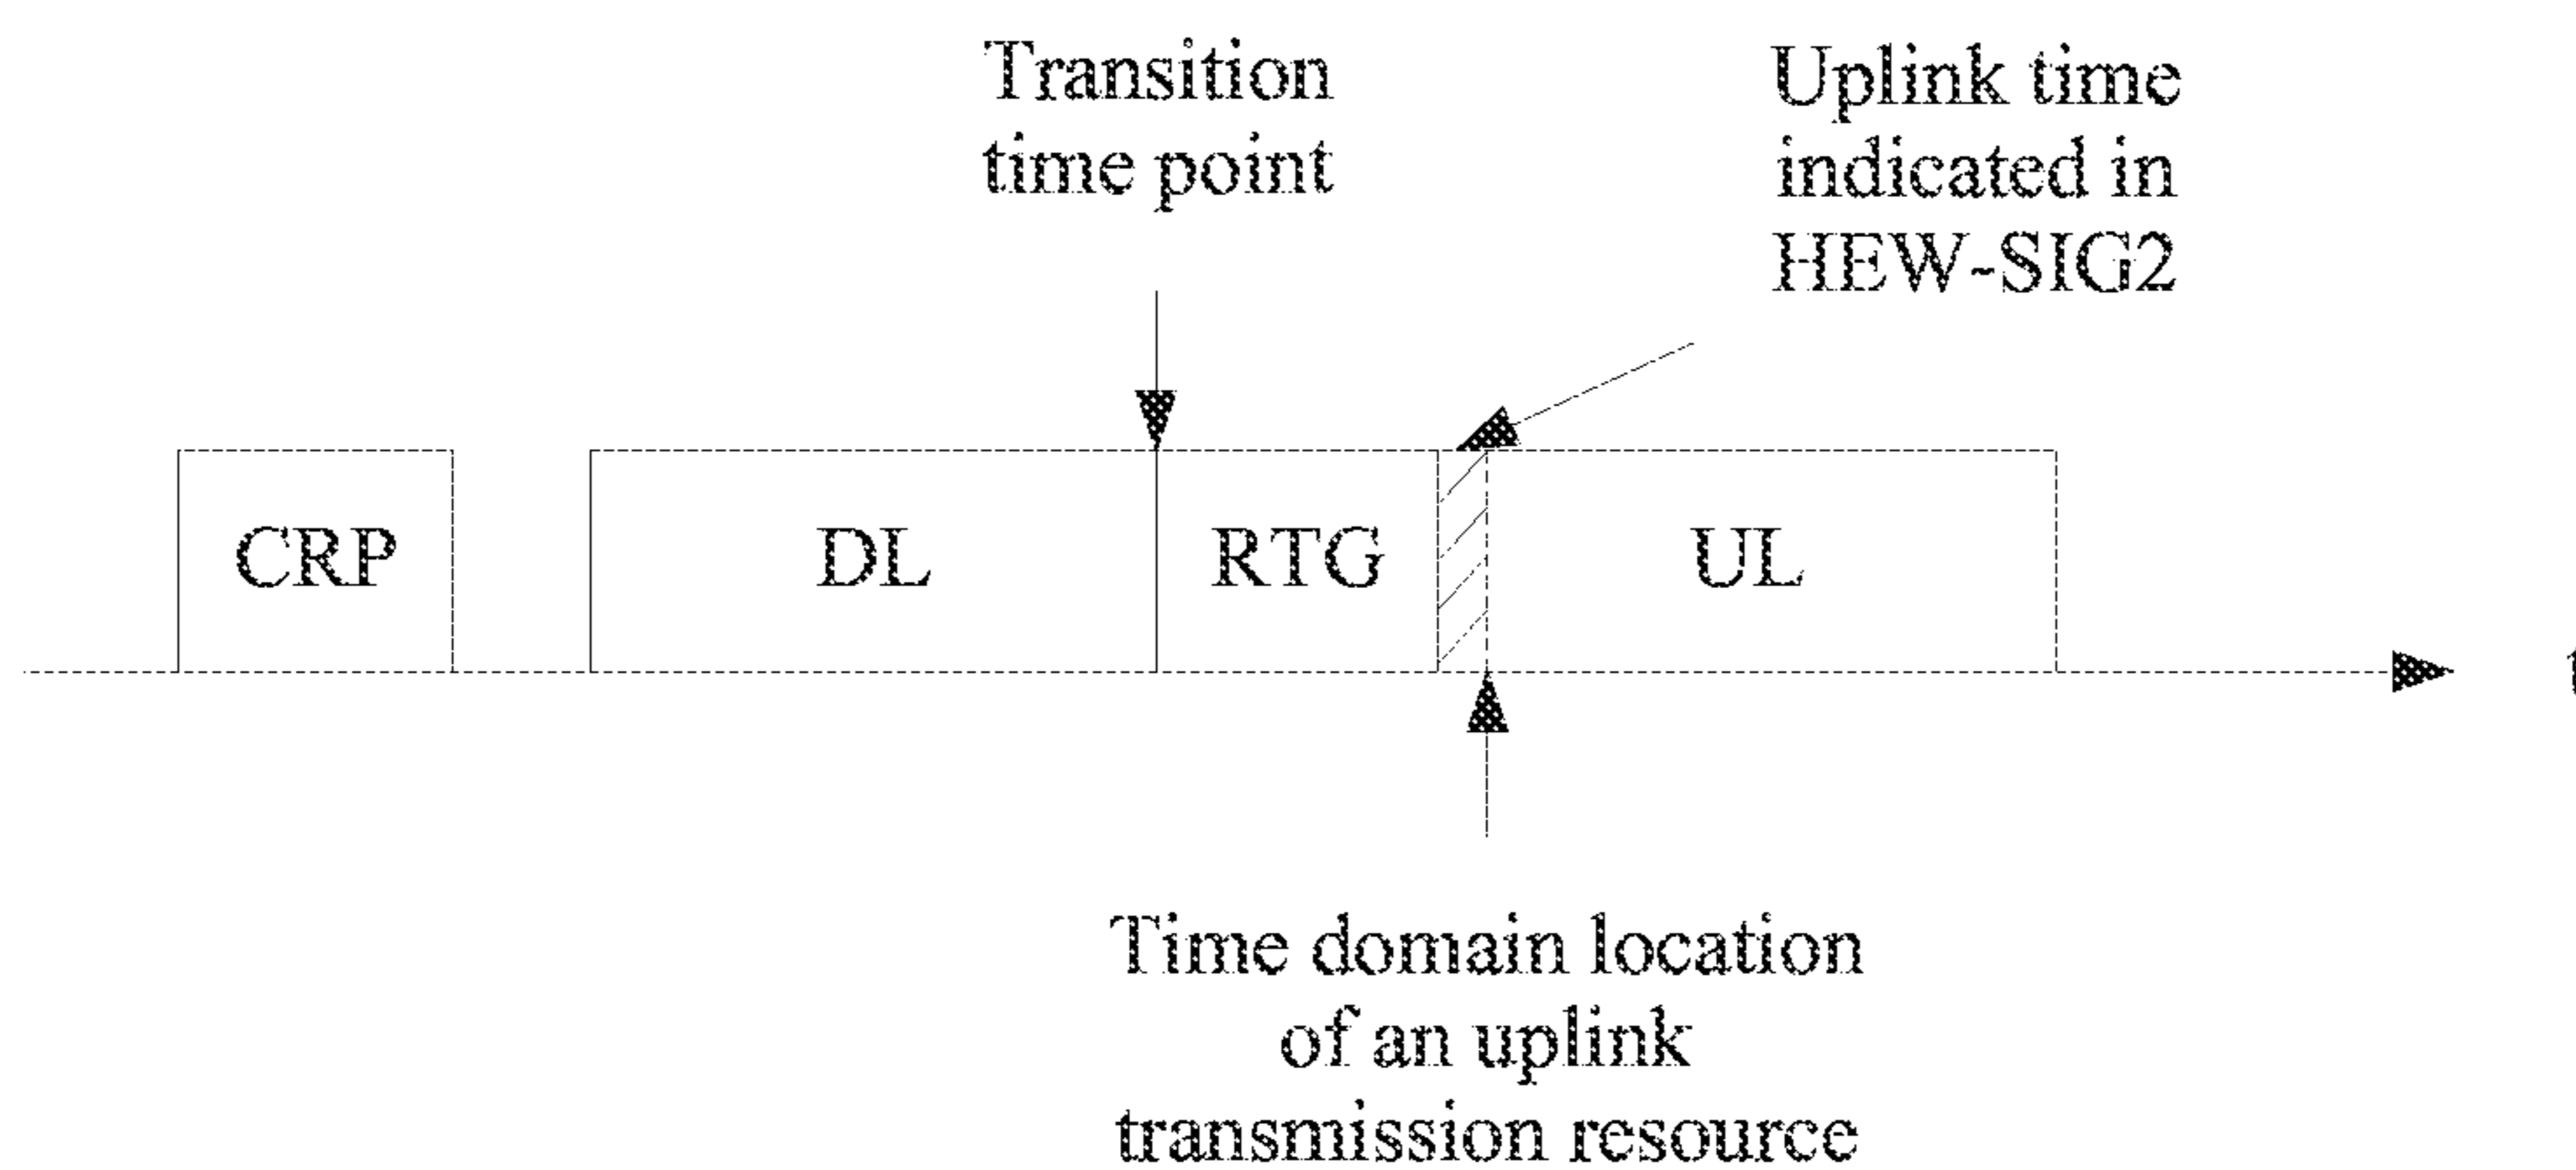 Transition
time point
Uplink time
indicated in
HEW-SIG2
CRP
DL
RTG
UL
t
Time domain location
of an uplink
transmission resource